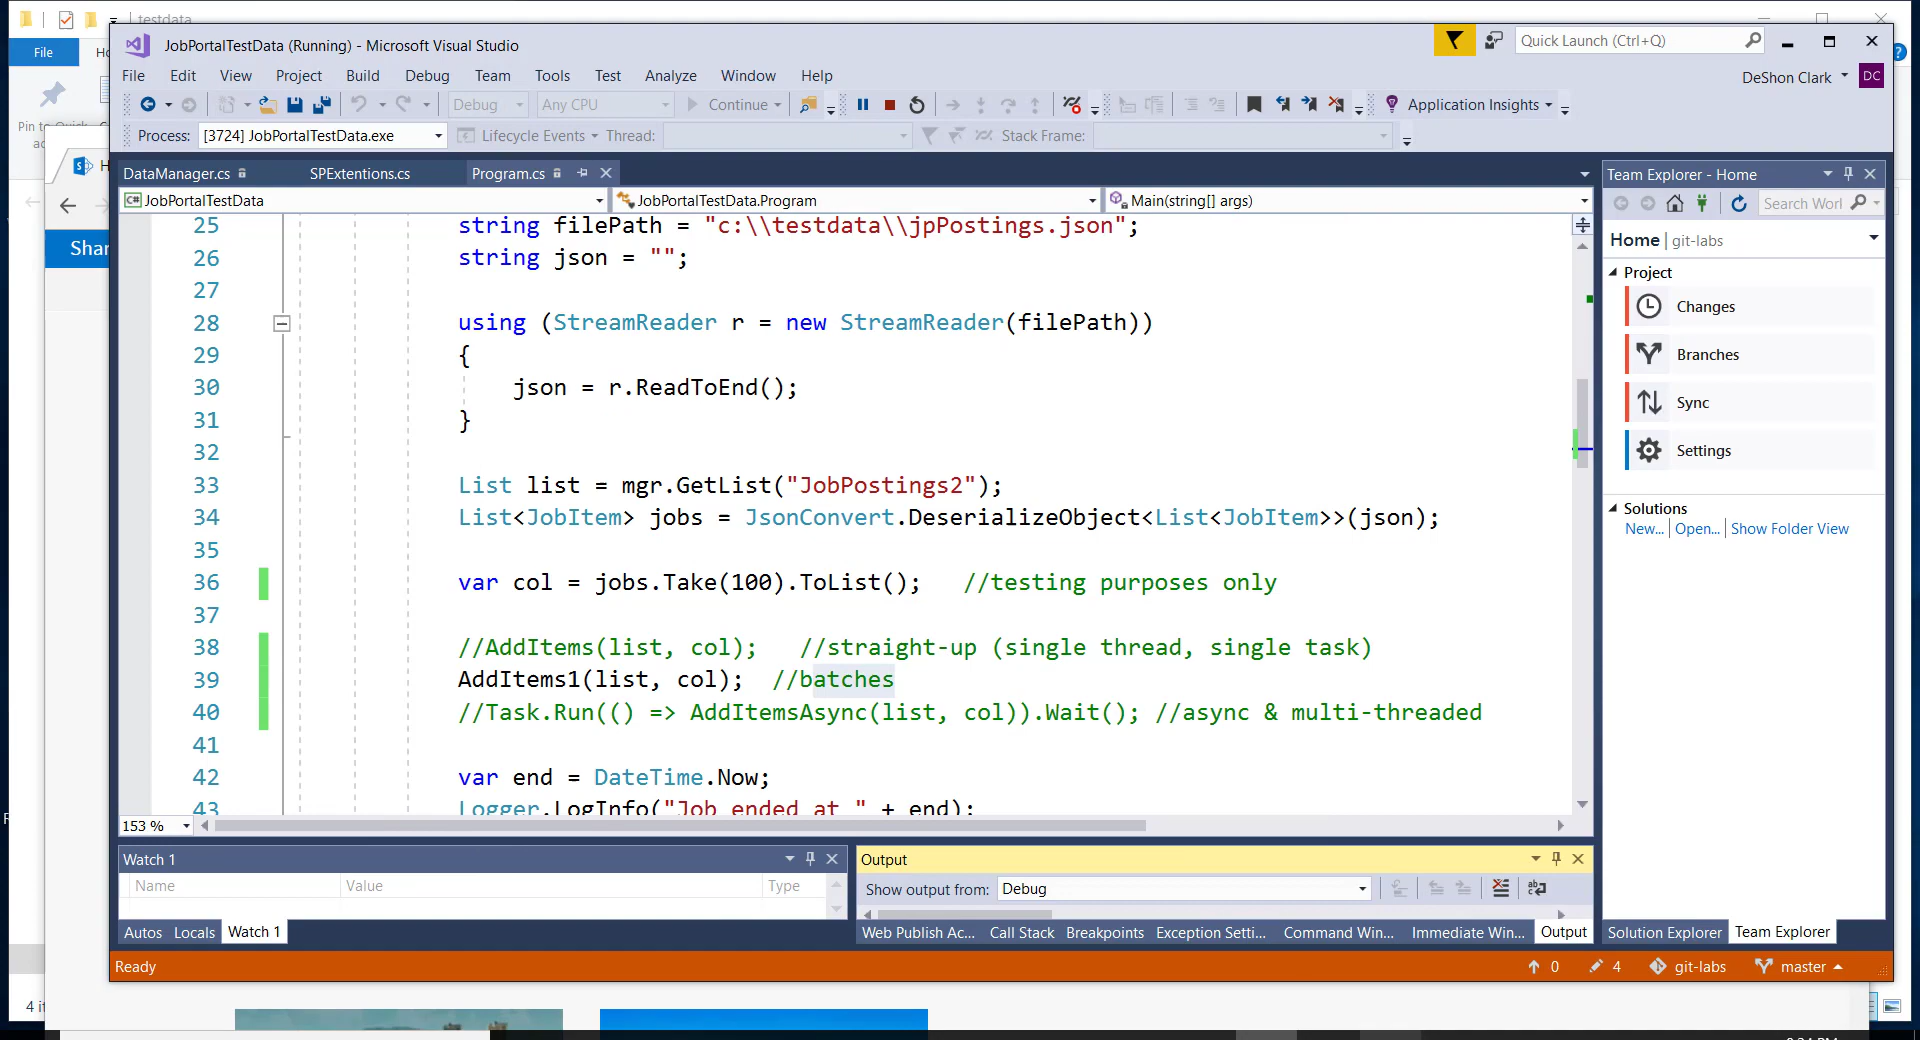 testdata
File
JobPortalTestData (Running) - Microsoft Visual Studio
Quick Launch (Ctrl+Q)
File Edit View Project Build Debug Team Tools Test Analyze Window Help
DeShon Clark DC
Debug Any CPU Continue Application Insights
Process: [3724] JobPortalTestData.exe Lifecycle Events Thread: Stack Frame:
DataManager.cs SPExtentions.cs Program.cs
JobPortalTestData JobPortalTestData.Program Main(string[] args)
25 string filePath = "c:\\testdata\\jpPostings.json";
26 string json = "";
27
28 using (StreamReader r = new StreamReader(filePath))
29 {
30 json = r.ReadToEnd();
31 }
32
33 List list = mgr.GetList("JobPostings2");
34 List<JobItem> jobs = JsonConvert.DeserializeObject<List<JobItem>>(json);
35
36 var col = jobs.Take(100).ToList(); //testing purposes only
37
38 //AddItems(list, col); //straight-up (single thread, single task)
39 AddItems1(list, col); //batches
40 //Task.Run(() => AddItemsAsync(list, col)).Wait(); //async & multi-threaded
41
42 var end = DateTime.Now;
43 Logger.LogInfo("Job ended at " + end);
153 %
Team Explorer - Home
Search Worl
Home | git-labs
Project
Changes
Branches
Sync
Settings
Solutions
New... | Open... | Show Folder View
Watch 1
Name Value Type
Autos Locals Watch 1
Output
Show output from: Debug
Web Publish Ac... Call Stack Breakpoints Exception Setti... Command Win... Immediate Win... Output
Solution Explorer Team Explorer
Ready
0 4 git-labs master